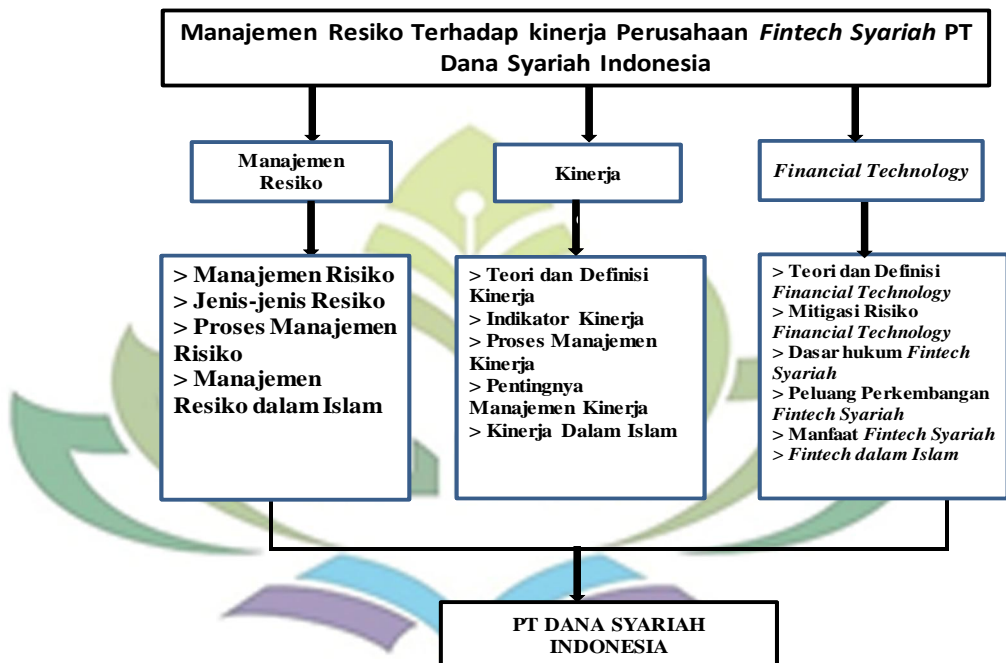 Manajemen Resiko Terhadap kinerja Perusahaan Fintech Syariah PT
Dana Syariah Indonesia
Manajemen
Resiko
Kinerja
Financial Technology
> Manajemen Risiko
> Jenis-jenis Resiko
> Proses Manajemen
Risiko
> Manajemen
Resiko dalam Islam
> Teori dan Definisi
Kinerja
> Indikator Kinerja
> Proses Manajemen
Kinerja
> Pentingnya
Manajemen Kinerja
> Kinerja Dalam Islam
> Teori dan Definisi
Financial Technology
> Mitigasi Risiko
Financial Technology
> Dasar hukum Fintech
Syariah
> Peluang Perkembangan
Fintech Syariah
> Manfaat Fintech Syariah
> Fintech dalam Islam
PT DANA SYARIAH
INDONESIA